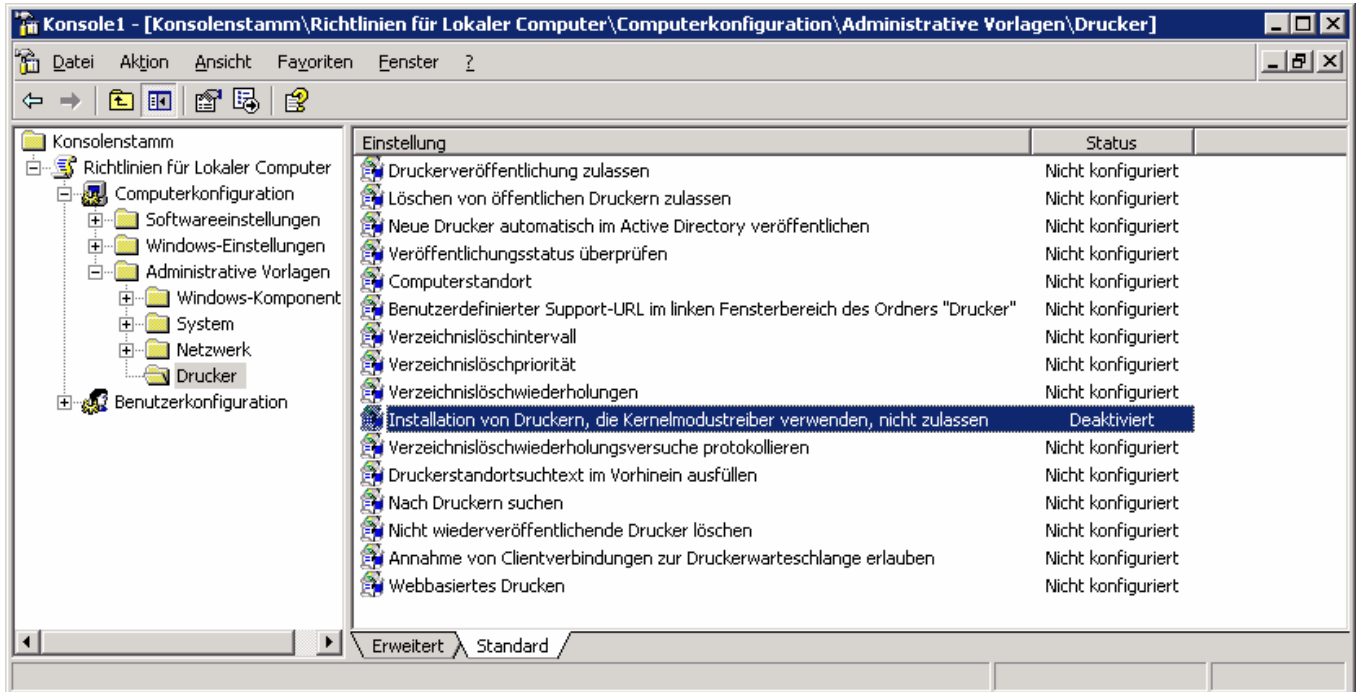 Konsole1 - [Konsolenstamm\Richtlinien für Lokaler Computer\Computerkonfiguration\Administrative Vorlagen\Drucker]
Datei Aktion Ansicht Favoriten Fenster ?
Konsolenstamm
Richtlinien für Lokaler Computer
Computerkonfiguration
Softwareeinstellungen
Windows-Einstellungen
Administrative Vorlagen
Windows-Komponent
System
Netzwerk
Drucker
Benutzerkonfiguration
Einstellung Status
Druckerveröffentlichung zulassen Nicht konfiguriert
Löschen von öffentlichen Druckern zulassen Nicht konfiguriert
Neue Drucker automatisch im Active Directory veröffentlichen Nicht konfiguriert
Veröffentlichungsstatus überprüfen Nicht konfiguriert
Computerstandort Nicht konfiguriert
Benutzerdefinierter Support-URL im linken Fensterbereich des Ordners "Drucker" Nicht konfiguriert
Verzeichnislöschintervall Nicht konfiguriert
Verzeichnislöschpriorität Nicht konfiguriert
Verzeichnislöschwiederholungen Nicht konfiguriert
Installation von Druckern, die Kernelmodustreiber verwenden, nicht zulassen Deaktiviert
Verzeichnislöschwiederholungsversuche protokollieren Nicht konfiguriert
Druckerstandortsuchtext im Vorhinein ausfüllen Nicht konfiguriert
Nach Druckern suchen Nicht konfiguriert
Nicht wiederveröffentlichende Drucker löschen Nicht konfiguriert
Annahme von Clientverbindungen zur Druckerwarteschlange erlauben Nicht konfiguriert
Webbasiertes Drucken Nicht konfiguriert
Erweitert Standard